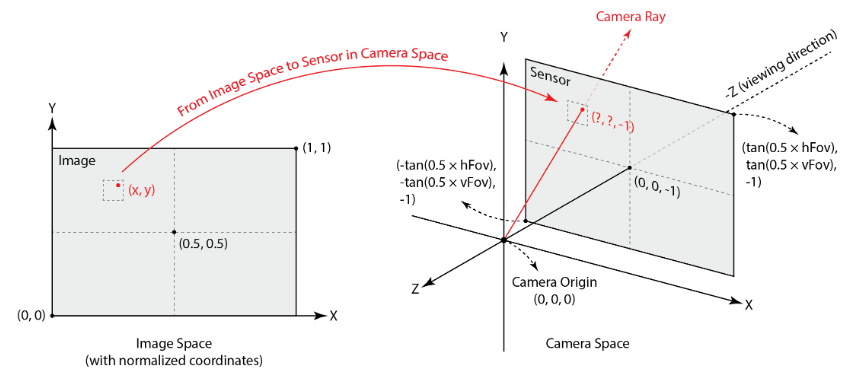 Camera Ray
From Image Space to Sensor in Camera Space
Y
Sensor
-Z (viewing direction)
(?, ?, -1)
(tan(0.5 × hFov),
tan(0.5 × vFov),
-1)
(-tan(0.5 × hFov),
-tan(0.5 × vFov),
-1)
(0, 0, -1)
Z
Camera Origin
(0, 0, 0)
X
Camera Space
Y
Image
(1, 1)
(x, y)
(0.5, 0.5)
(0, 0)
X
Image Space
(with normalized coordinates)